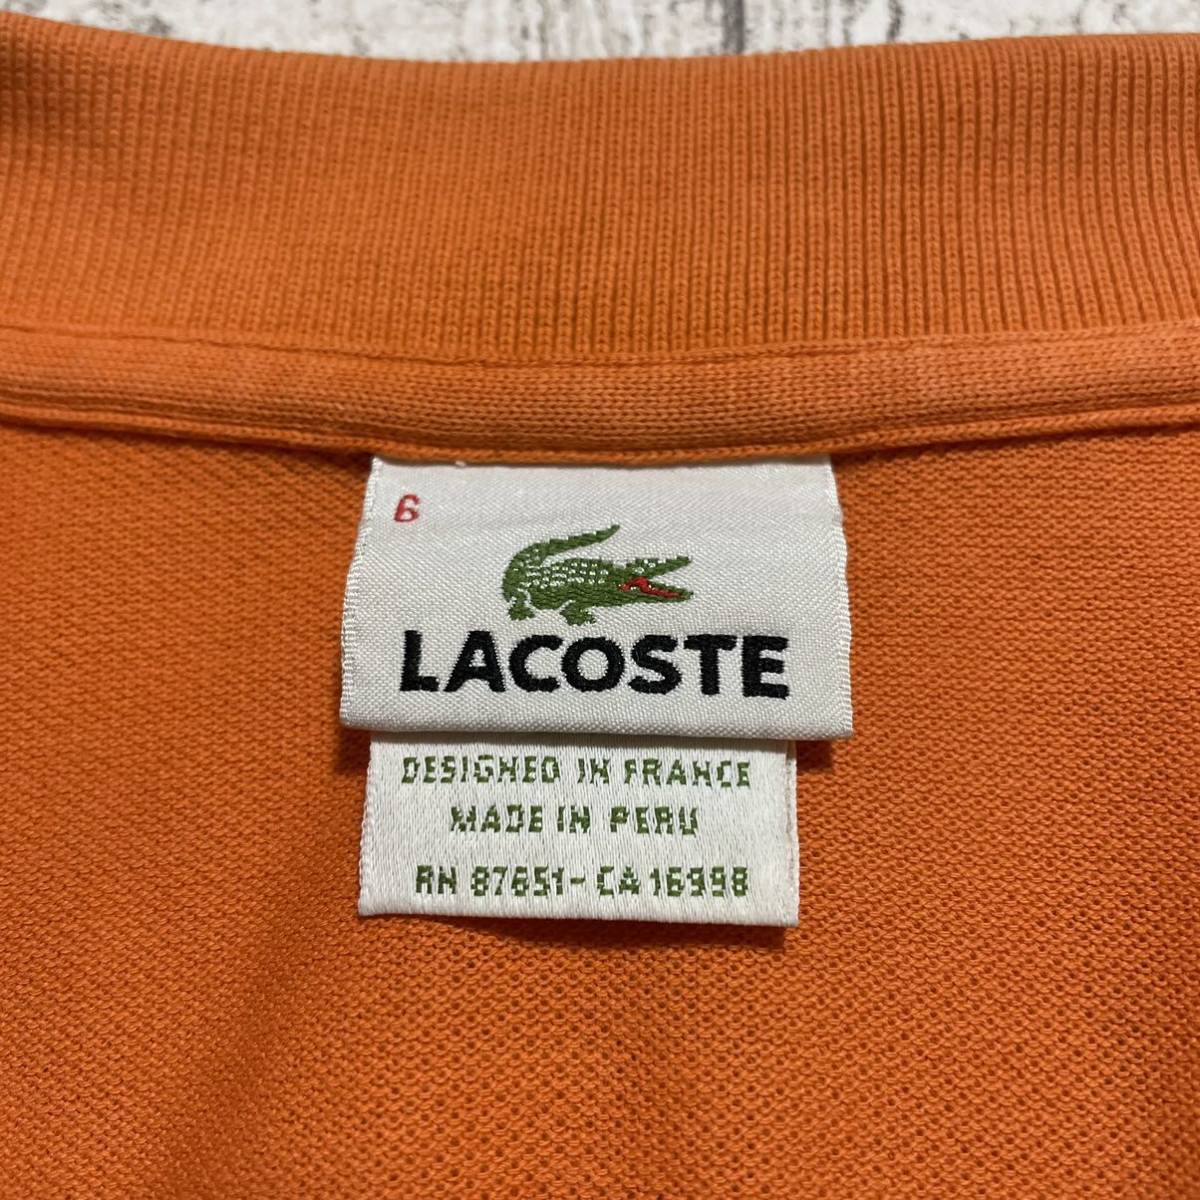 6
LACOSTE
DESIGNED IN FRANCE
MADE IN PERU
RN 87651-CA 16998